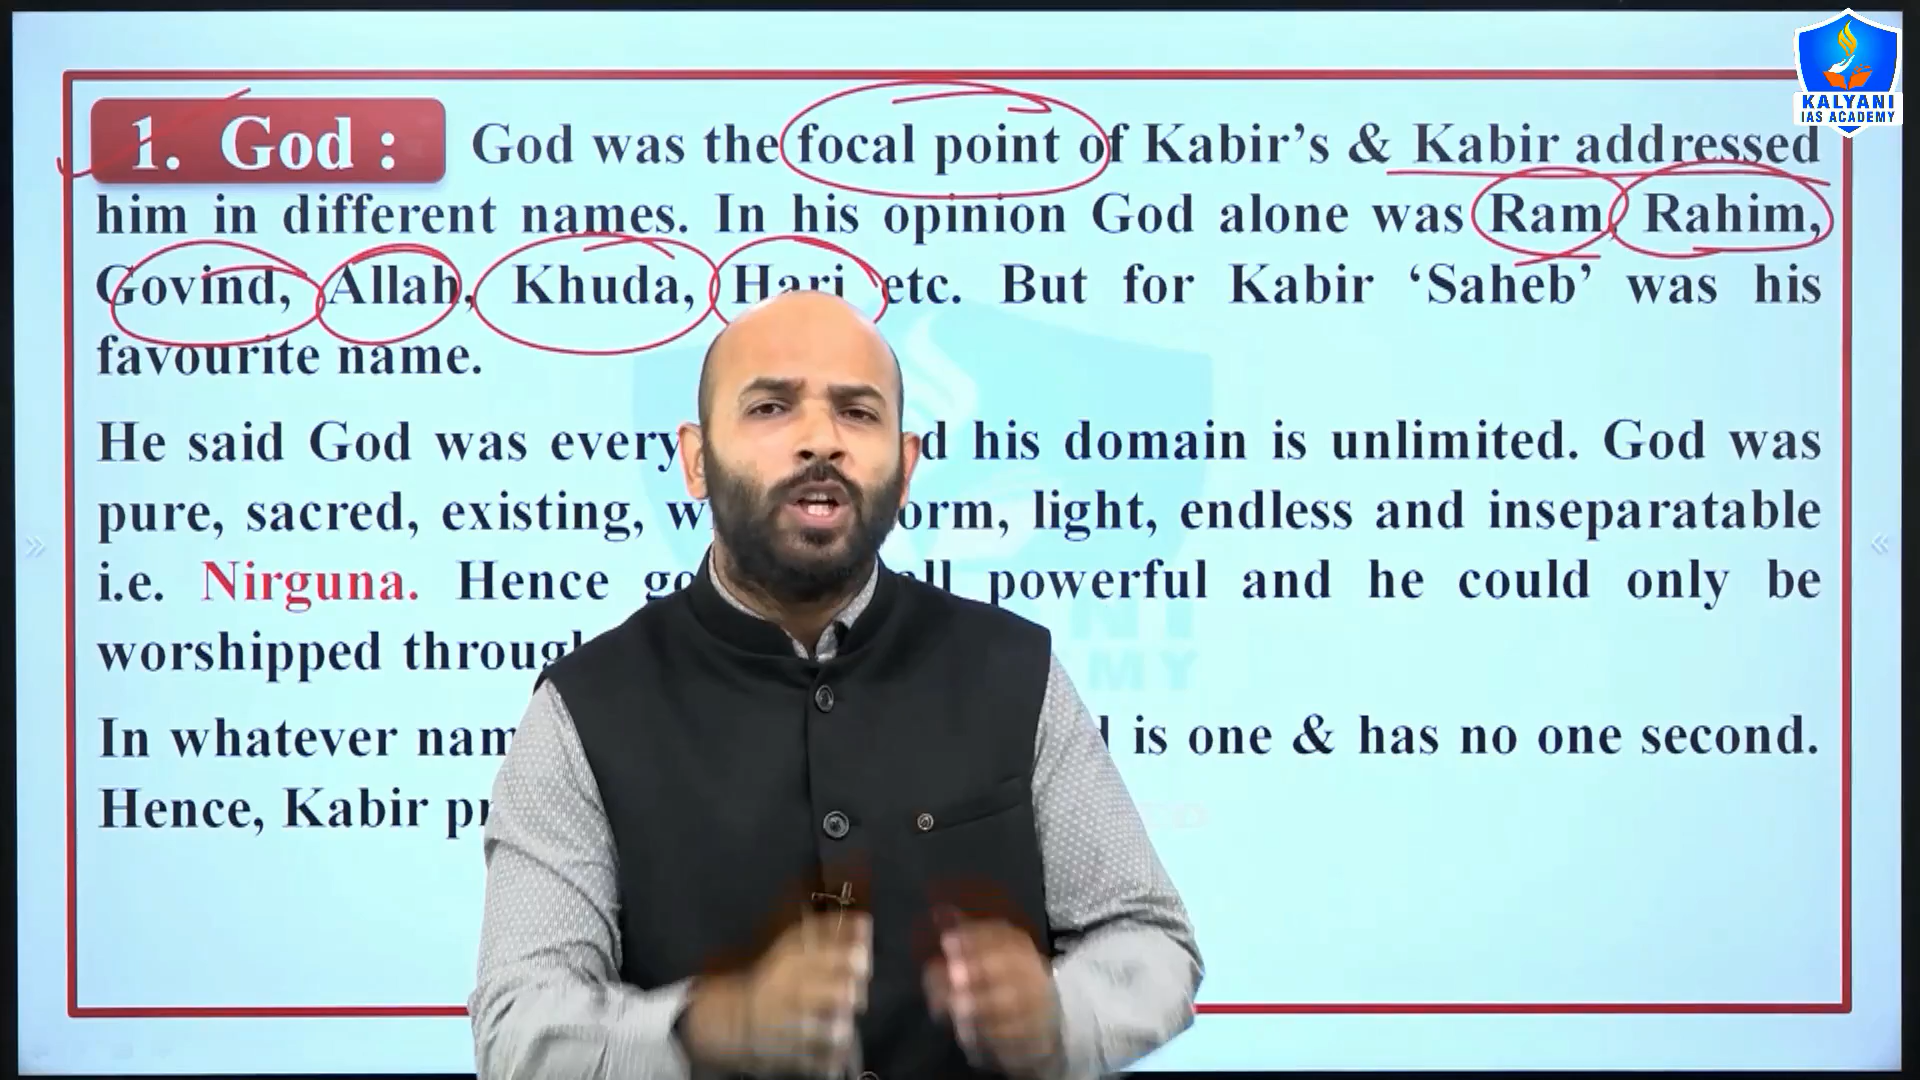 KALYANI
IAS ACADEMY
1. God : God was the focal point of Kabir’s & Kabir addressed
him in different names. In his opinion God alone was Ram, Rahim,
Govind, Allah, Khuda, Hari etc. But for Kabir ‘Saheb’ was his
favourite name.
He said God was every his domain is unlimited. God was
pure, sacred, existing, light, endless and inseparatable
i.e. Nirguna. Hence all powerful and he could only be
worshipped
In whatever is one & has no one second.
Hence, Kabir